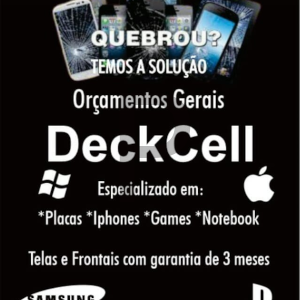 QUEBROU?
TEMOS A SOLUÇÃO
Orçamentos Gerais
DeckCell
Especializado em:
*Placas *Iphones *Games *Notebook
Telas e Frontais com garantia de 3 meses
SAMSUNG